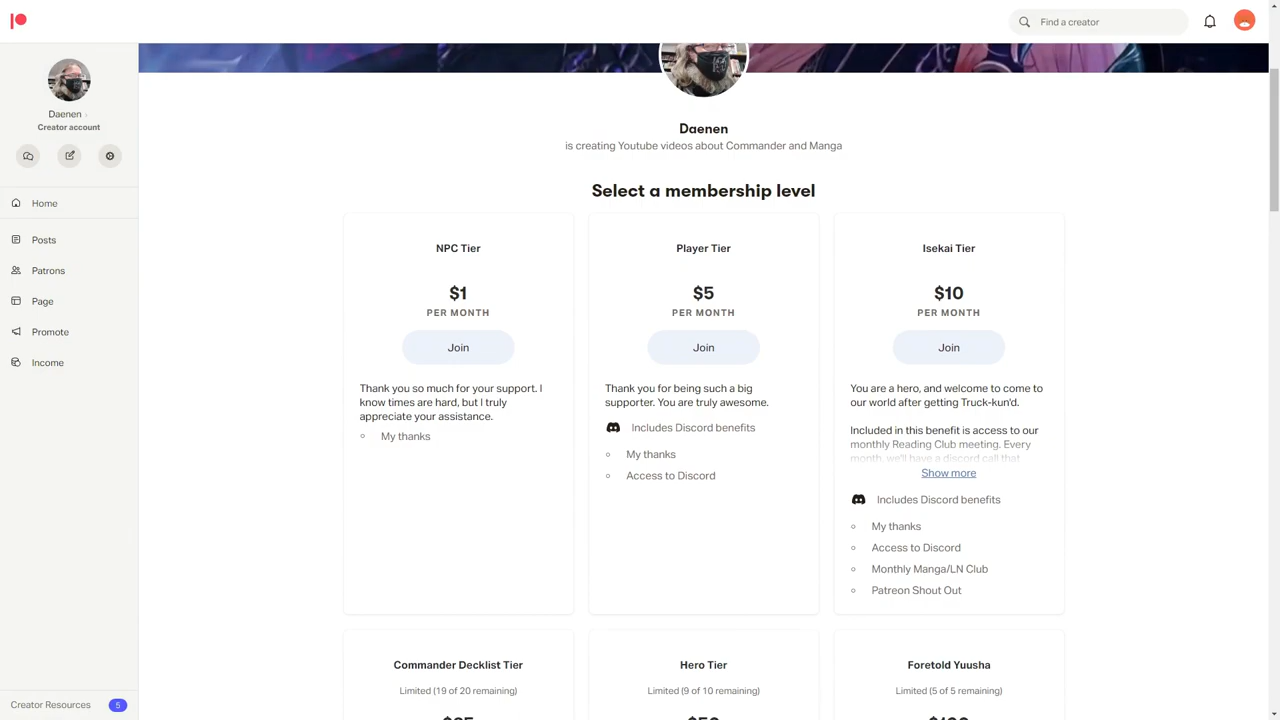 Find a creator
Daenen ›
Creator account
Home
Posts
Patrons
Page
Promote
Income
Creator Resources
5
Daenen
is creating Youtube videos about Commander and Manga
Select a membership level
NPC Tier
$1
PER MONTH
Join
Thank you so much for your support. I
know times are hard, but I truly
appreciate your assistance.
My thanks
Player Tier
$5
PER MONTH
Join
Thank you for being such a big
supporter. You are truly awesome.
Includes Discord benefits
My thanks
Access to Discord
Isekai Tier
$10
PER MONTH
Join
You are a hero, and welcome to come to
our world after getting Truck-kun'd.
Included in this benefit is access to our
monthly Reading Club meeting. Every
month, we'll have a discord call that
Show more
Includes Discord benefits
My thanks
Access to Discord
Monthly Manga/LN Club
Patreon Shout Out
Commander Decklist Tier
Limited (19 of 20 remaining)
Hero Tier
Limited (9 of 10 remaining)
Foretold Yuusha
Limited (5 of 5 remaining)